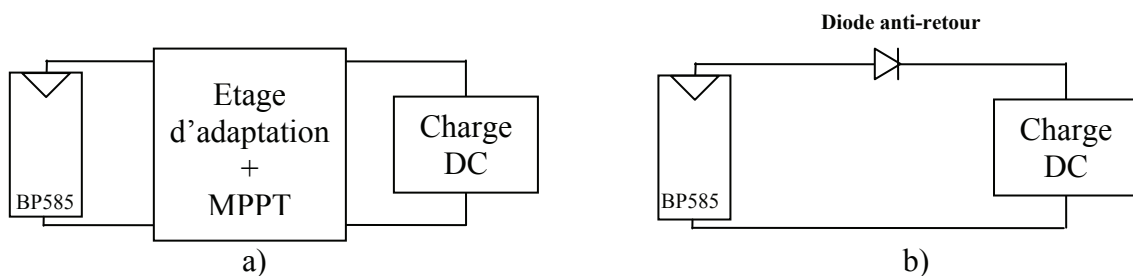 BP585
Etage
d’adaptation
+
MPPT
Charge
DC
a)
Diode anti-retour
BP585
Charge
DC
b)